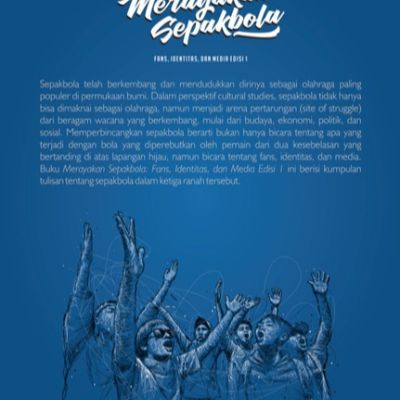 Merayakan
Sepakbola
FANS, IDENTITAS, DAN MEDIA EDISI 1
Sepakbola telah berkembang dan mendudukkan dirinya sebagai olahraga paling
populer di permukaan bumi. Dalam perspektif cultural studies, sepakbola tidak hanya
bisa dimaknai sebagai olahraga, namun menjadi arena pertarungan (site of struggle)
dari beragam wacana yang berkembang, mulai dari budaya, ekonomi, politik, dan
sosial. Memperbincangkan sepakbola berarti bukan hanya bicara tentang apa yang
terjadi dengan bola yang diperebutkan oleh pemain dari dua kesebelasan yang
bertanding di atas lapangan hijau, namun bicara tentang fans, identitas, dan media.
Buku Merayakan Sepakbola: Fans, Identitas, dan Media Edisi 1 ini berisi kumpulan
tulisan tentang sepakbola dalam ketiga ranah tersebut.